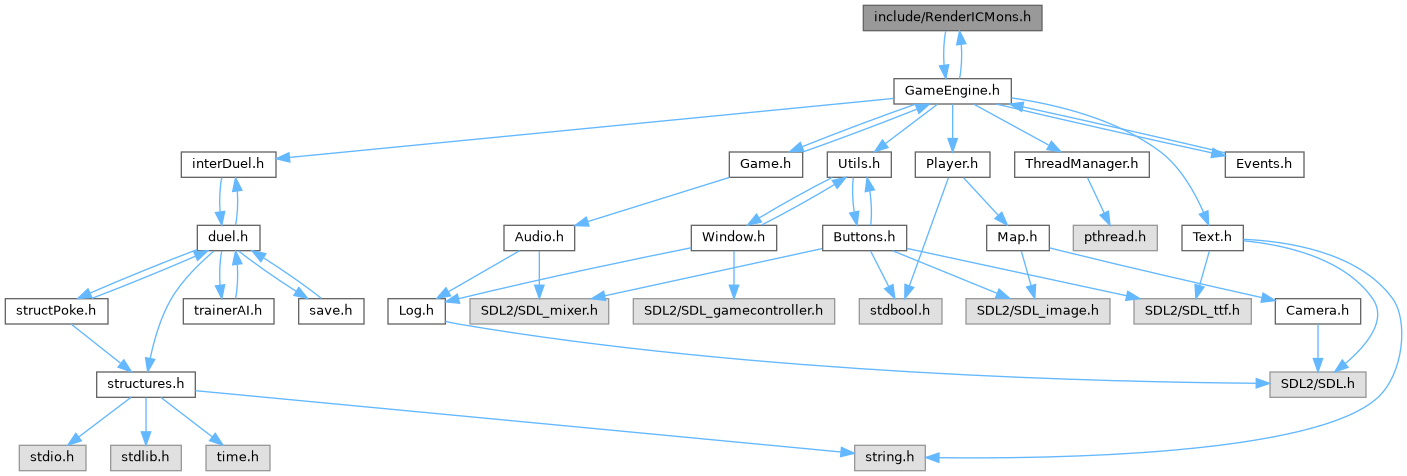 include/RenderICMons.h
GameEngine.h
interDuel.h
Game.h
Utils.h
Player.h
ThreadManager.h
Events.h
duel.h
Audio.h
Window.h
Buttons.h
Map.h
pthread.h
Text.h
structPoke.h
trainerAI.h
save.h
Log.h
SDL2/SDL_mixer.h
SDL2/SDL_gamecontroller.h
stdbool.h
SDL2/SDL_image.h
SDL2/SDL_ttf.h
Camera.h
structures.h
SDL2/SDL.h
stdio.h
stdlib.h
time.h
string.h